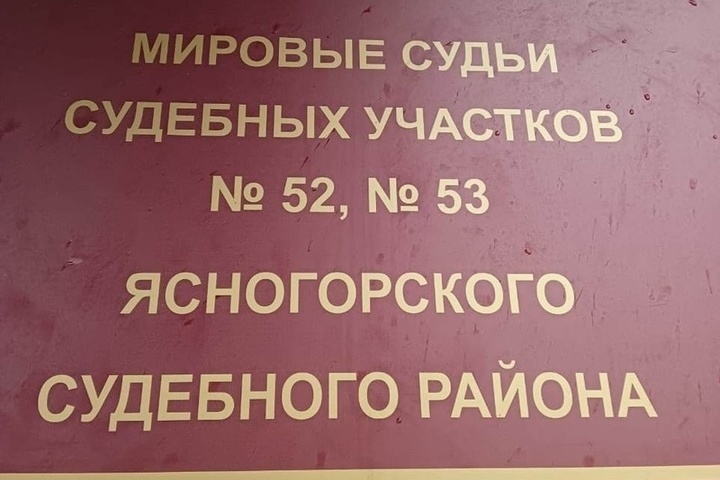 МИРОВЫЕ СУДЬИ
СУДЕБНЫХ УЧАСТКОВ
№ 52, № 53
ЯСНОГОРСКОГО
СУДЕБНОГО РАЙОНА